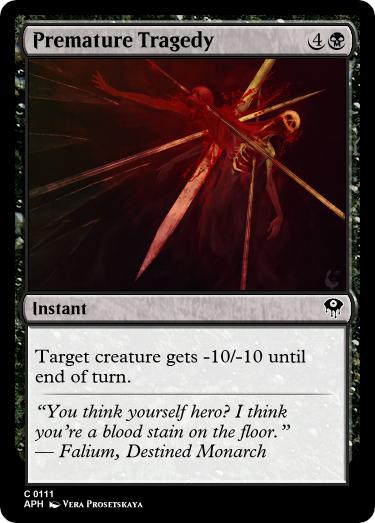 Premature Tragedy 4
Instant
Target creature gets -10/-10 until
end of turn.
“You think yourself hero? I think
you’re a blood stain on the floor.”
— Falium, Destined Monarch
C 0111
APH Vera Prosetskaya